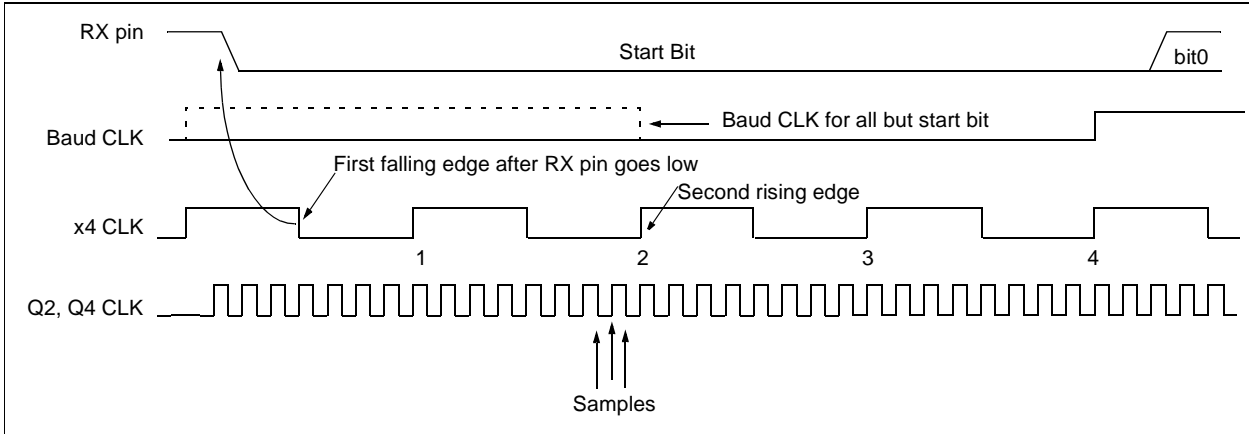 RX pin
Start Bit
bit0
Baud CLK
Baud CLK for all but start bit
First falling edge after RX pin goes low
Second rising edge
x4 CLK
1 2 3 4
Q2, Q4 CLK
Samples